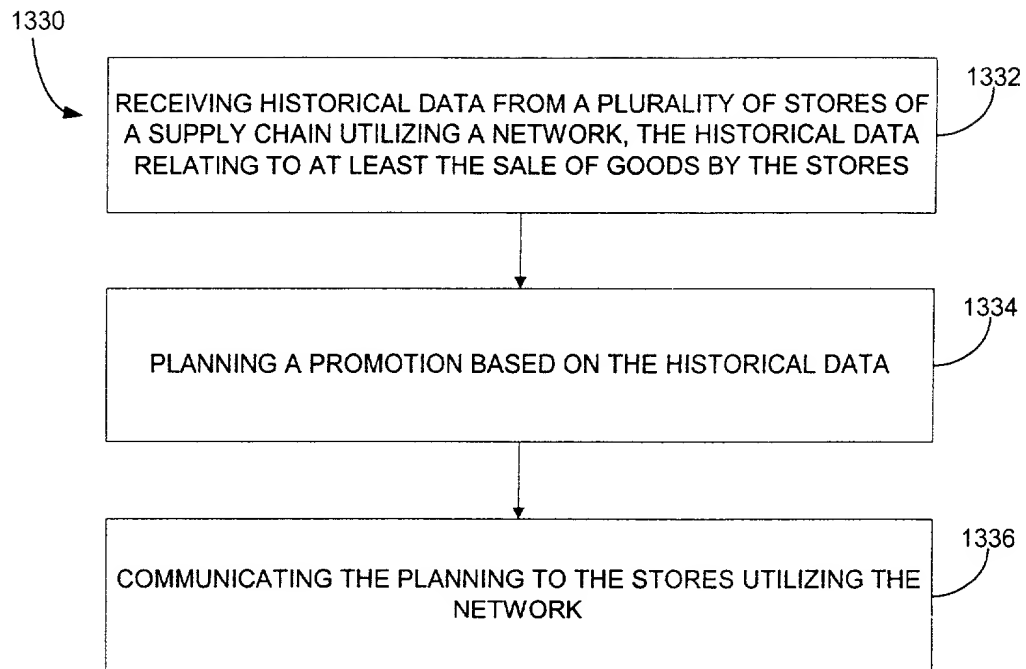 1330
1332
RECEIVING HISTORICAL DATA FROM A PLURALITY OF STORES OF
A SUPPLY CHAIN UTILIZING A NETWORK, THE HISTORICAL DATA
RELATING TO AT LEAST THE SALE OF GOODS BY THE STORES
1334
PLANNING A PROMOTION BASED ON THE HISTORICAL DATA
1336
COMMUNICATING THE PLANNING TO THE STORES UTILIZING THE
NETWORK